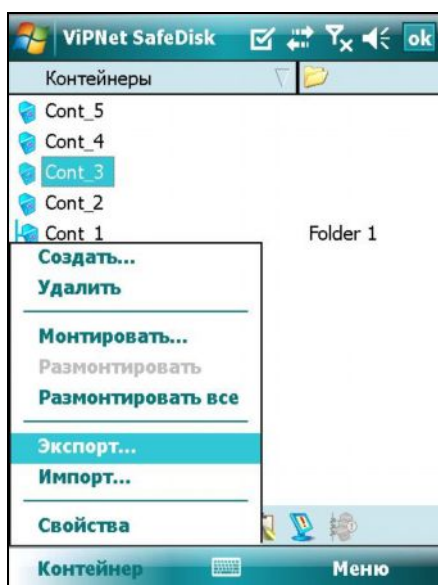 ViPNet SafeDisk ok
Контейнеры
Cont_5
Cont_4
Cont_3
Cont_2
Cont_1 Folder 1
Создать...
Удалить
Монтировать...
Размонтировать
Размонтировать все
Экспорт...
Импорт...
Свойства
Контейнер Меню